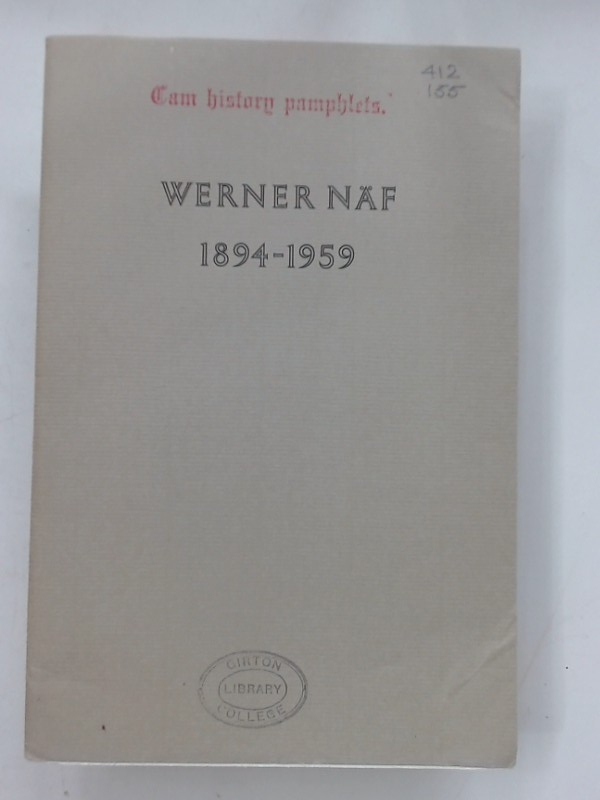 412
155
Cam history pamphlets.
WERNER NÄF
1894-1959
GIRTON
LIBRARY
COLLEGE